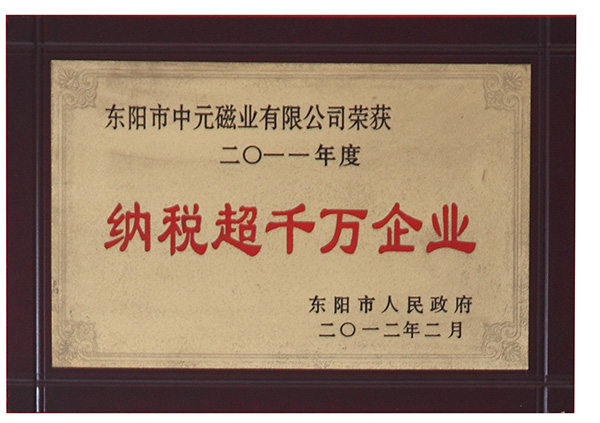 东阳市中元磁业有限公司荣获
二〇一一年度
纳税超千万企业
东阳市人民政府
二〇一二年二月